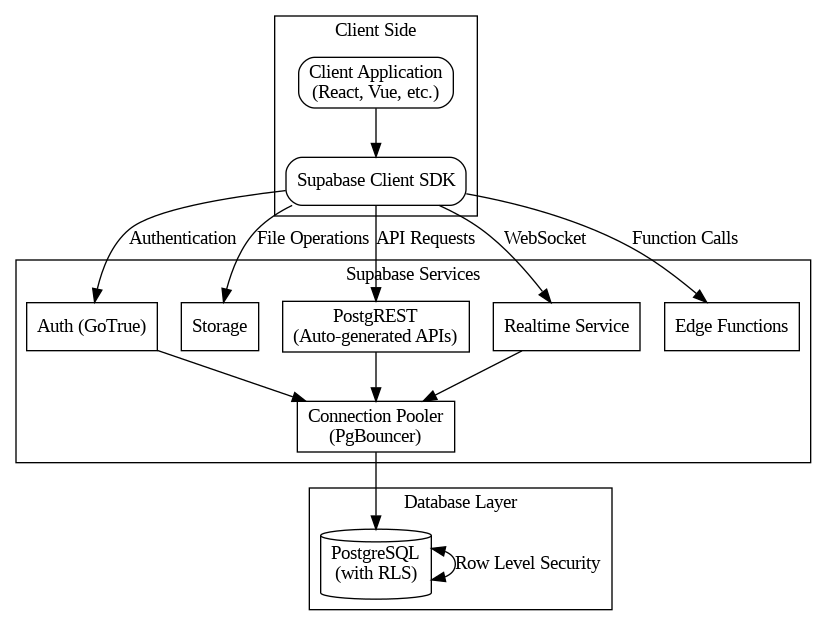 Client Side
Client Application
(React, Vue, etc.)
Supabase Client SDK
Authentication
File Operations
API Requests
WebSocket
Function Calls
Supabase Services
Auth (GoTrue)
Storage
PostgREST
(Auto-generated APIs)
Realtime Service
Edge Functions
Connection Pooler
(PgBouncer)
Database Layer
PostgreSQL
(with RLS)
Row Level Security